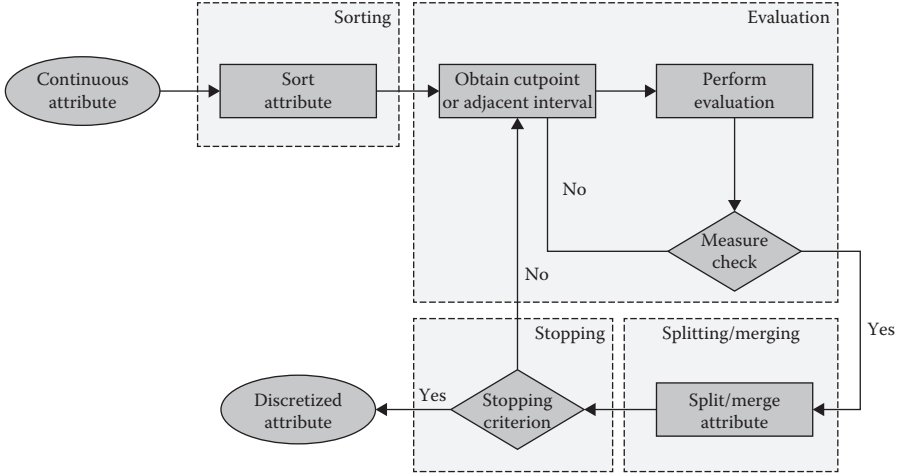 Sorting
Evaluation
Continuous
attribute
Sort
attribute
Obtain cutpoint
or adjacent interval
Perform
evaluation
No
Measure
check
No
Yes
Stopping
Splitting/merging
Discretized
attribute
Yes
Stopping
criterion
Split/merge
attribute